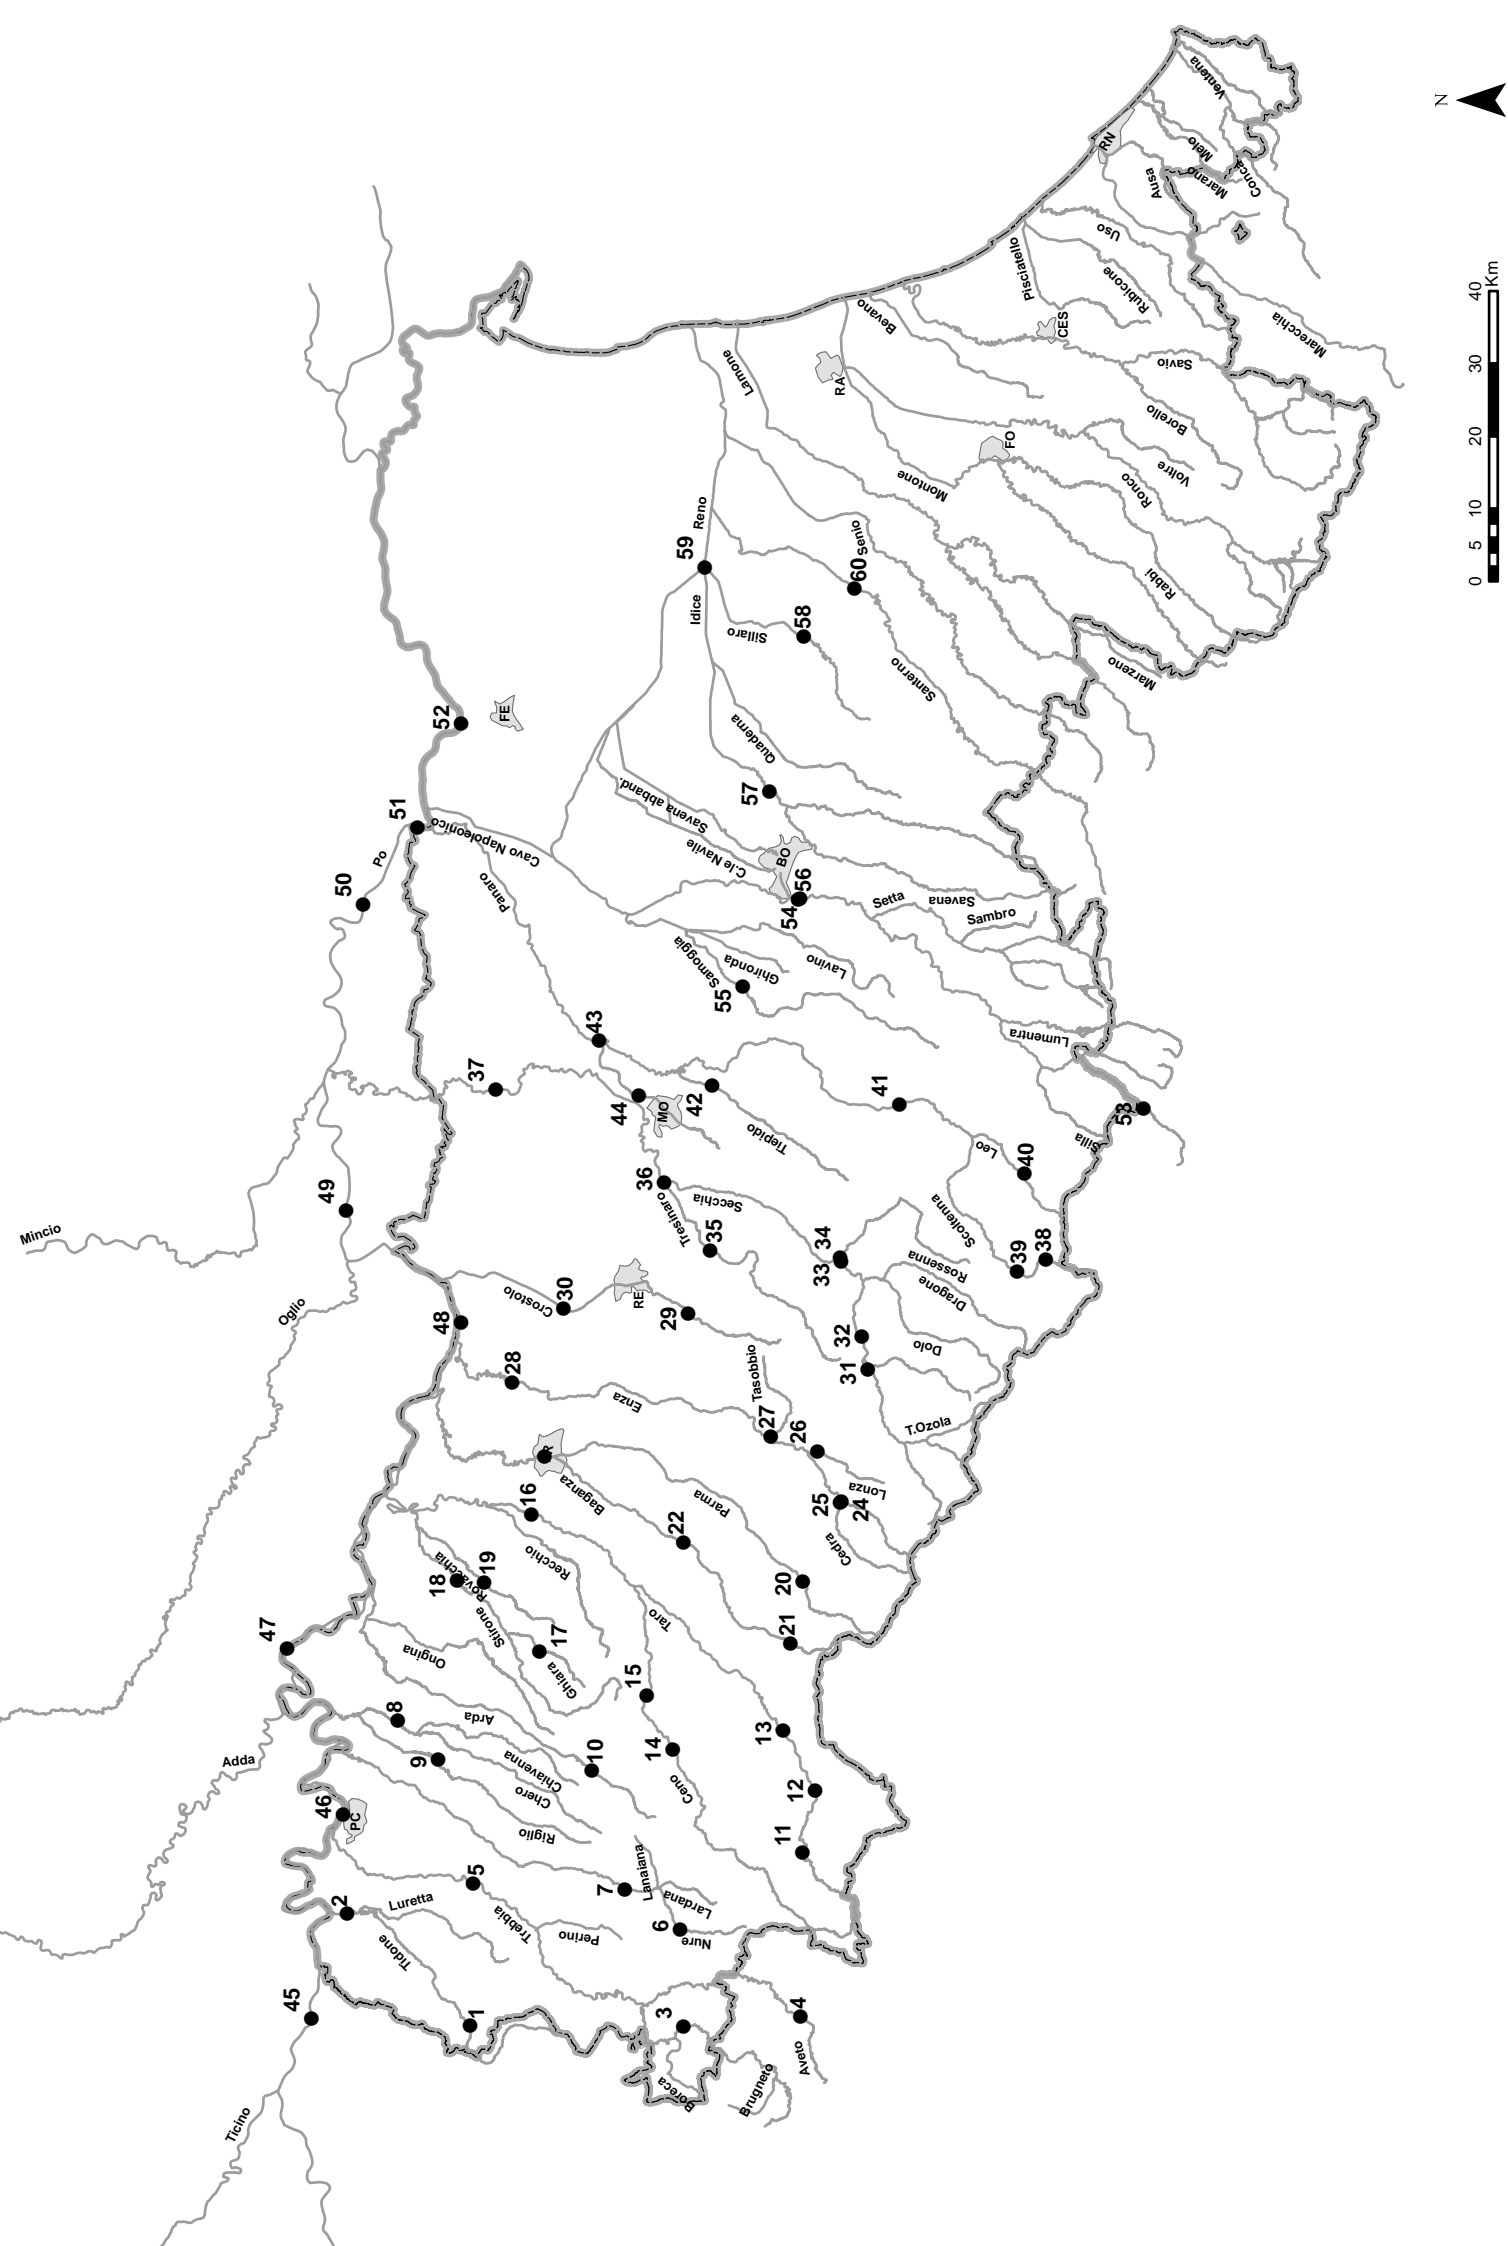 Mincio
Oglio
Adda
Ticino
Po
N
0 5 10 20 30 40
Km
45
1
2
3
4
5
6
7
8
9
10
11
12
13
14
15
16
17
18
19
20
21
22
24
25
26
27
28
29
30
31
32
33
34
35
36
37
38
39
40
41
42
43
44
46
47
48
49
50
51
52
53
54
55
56
57
58
59
60
PC
RE
MO
BO
FE
RA
FO
CES
RN
Tidone
Luretta
Trebbia
Perino
Boreca
Brugneto
Aveto
Nure
Lardana
Lanaiana
Riglio
Chero
Chiavenna
Arda
Ongina
Stirone
Rovacchia
Ghiara
Recchio
Ceno
Taro
Baganza
Parma
Cedra
Lonza
Enza
Tasobbio
Crostolo
T.Ozola
Dolo
Dragone
Rossenna
Secchia
Tresinaro
Tiepido
Scoltenna
Leo
Panaro
Cavo Napoleonico
Samoggia
Ghironda
Lavino
Silla
Lumentra
Setta
Sambro
Savena
C.le Navile
Savena abband.
Quaderna
Idice
Sillaro
Reno
Santerno
Senio
Lamone
Marzeno
Montone
Rabbi
Ronco
Voltre
Borello
Savio
Bevano
Pisciatello
Rubicone
Uso
Marecchia
Ausa
Marano
Melo
Conca
Ventena